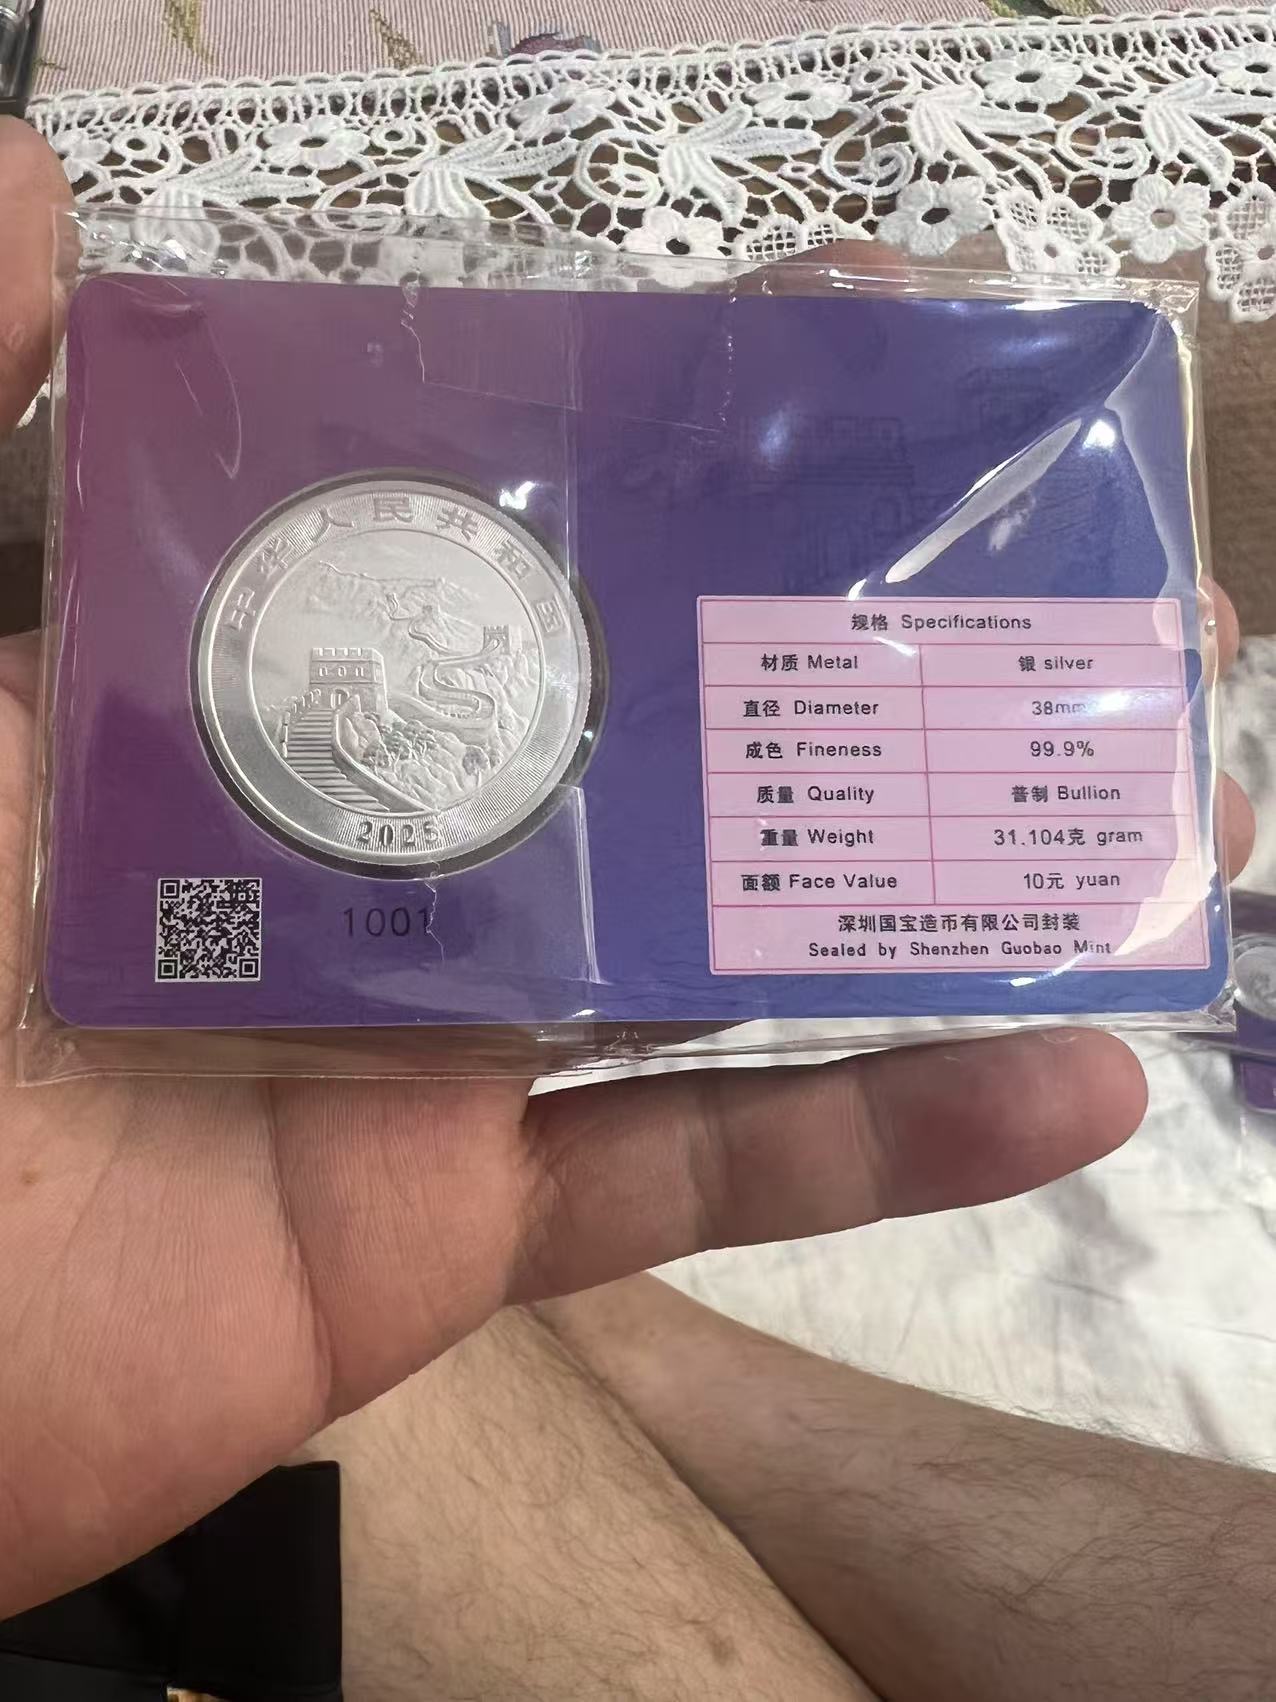 中华人民共和国
2025
1001
规格 Specifications
材质 Metal 银 silver
直径 Diameter 38mm
成色 Fineness 99.9%
质量 Quality 普制 Bullion
重量 Weight 31.104克 gram
面额 Face Value 10元 yuan
深圳国宝造币有限公司封装
Sealed by Shenzhen Guobao Mint